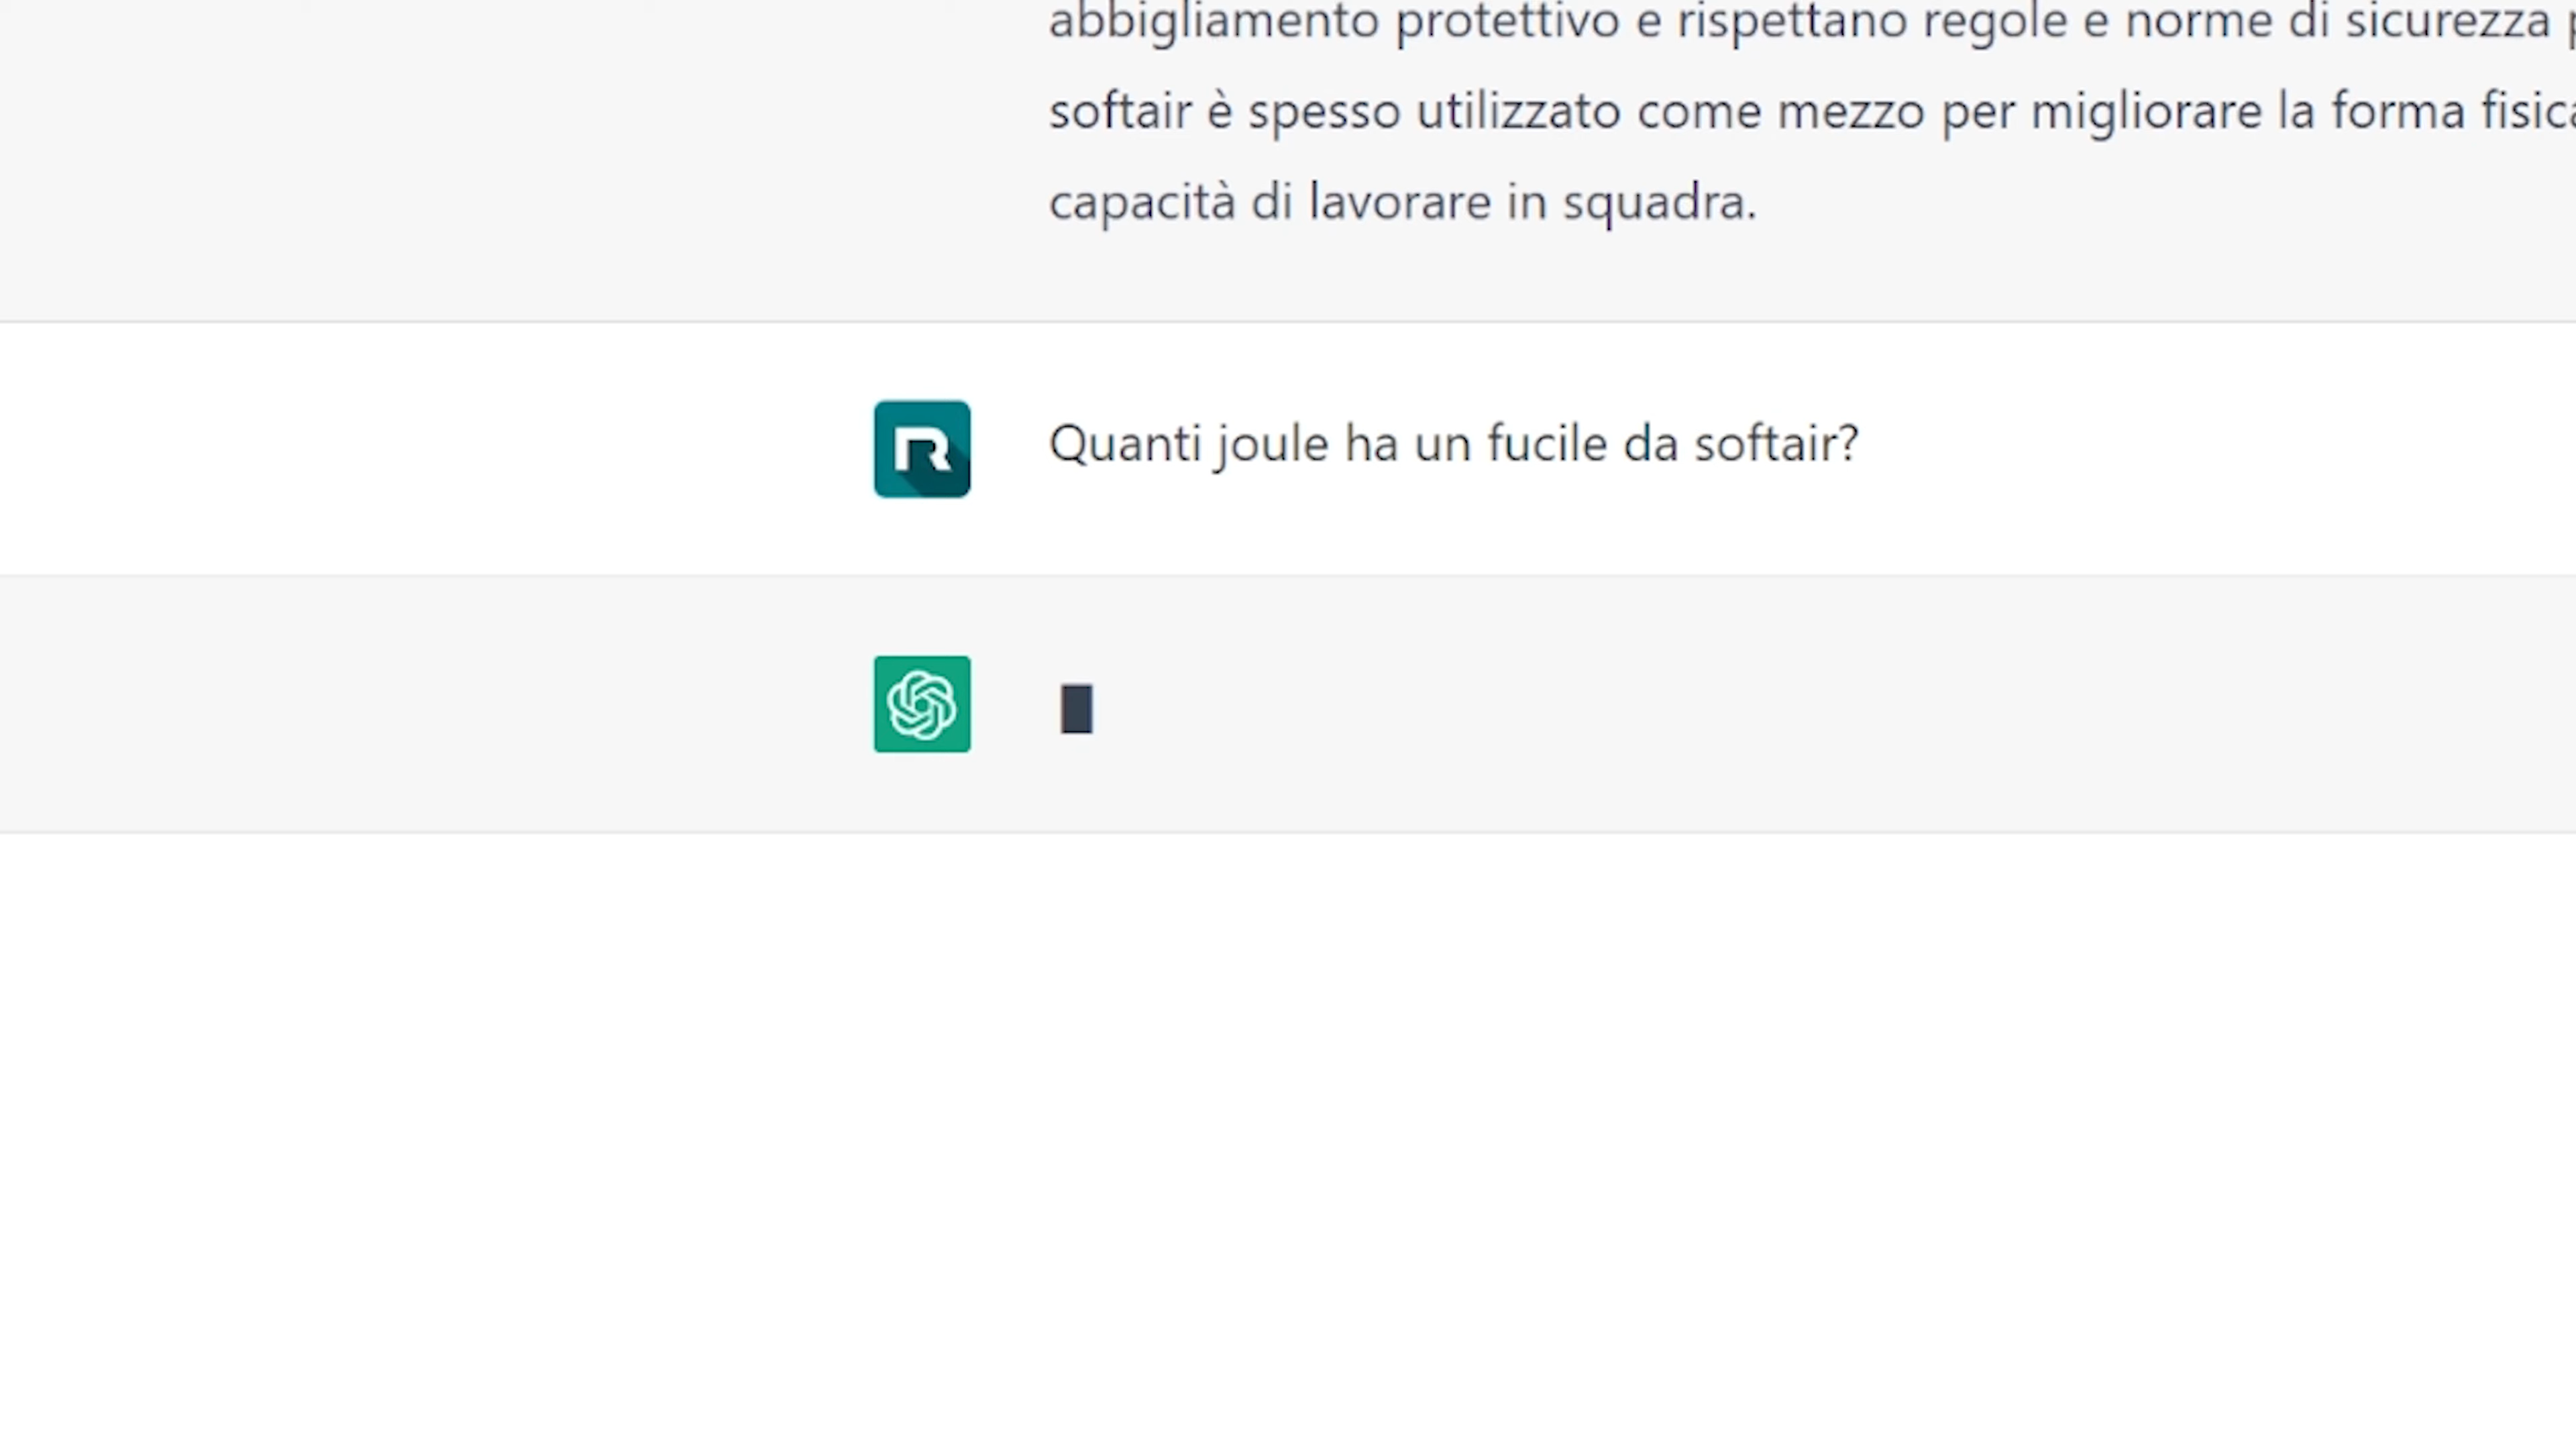 abbigliamento protettivo e rispettano regole e norme di sicurezza
softair è spesso utilizzato come mezzo per migliorare la forma fisica
capacità di lavorare in squadra.
Quanti joule ha un fucile da softair?